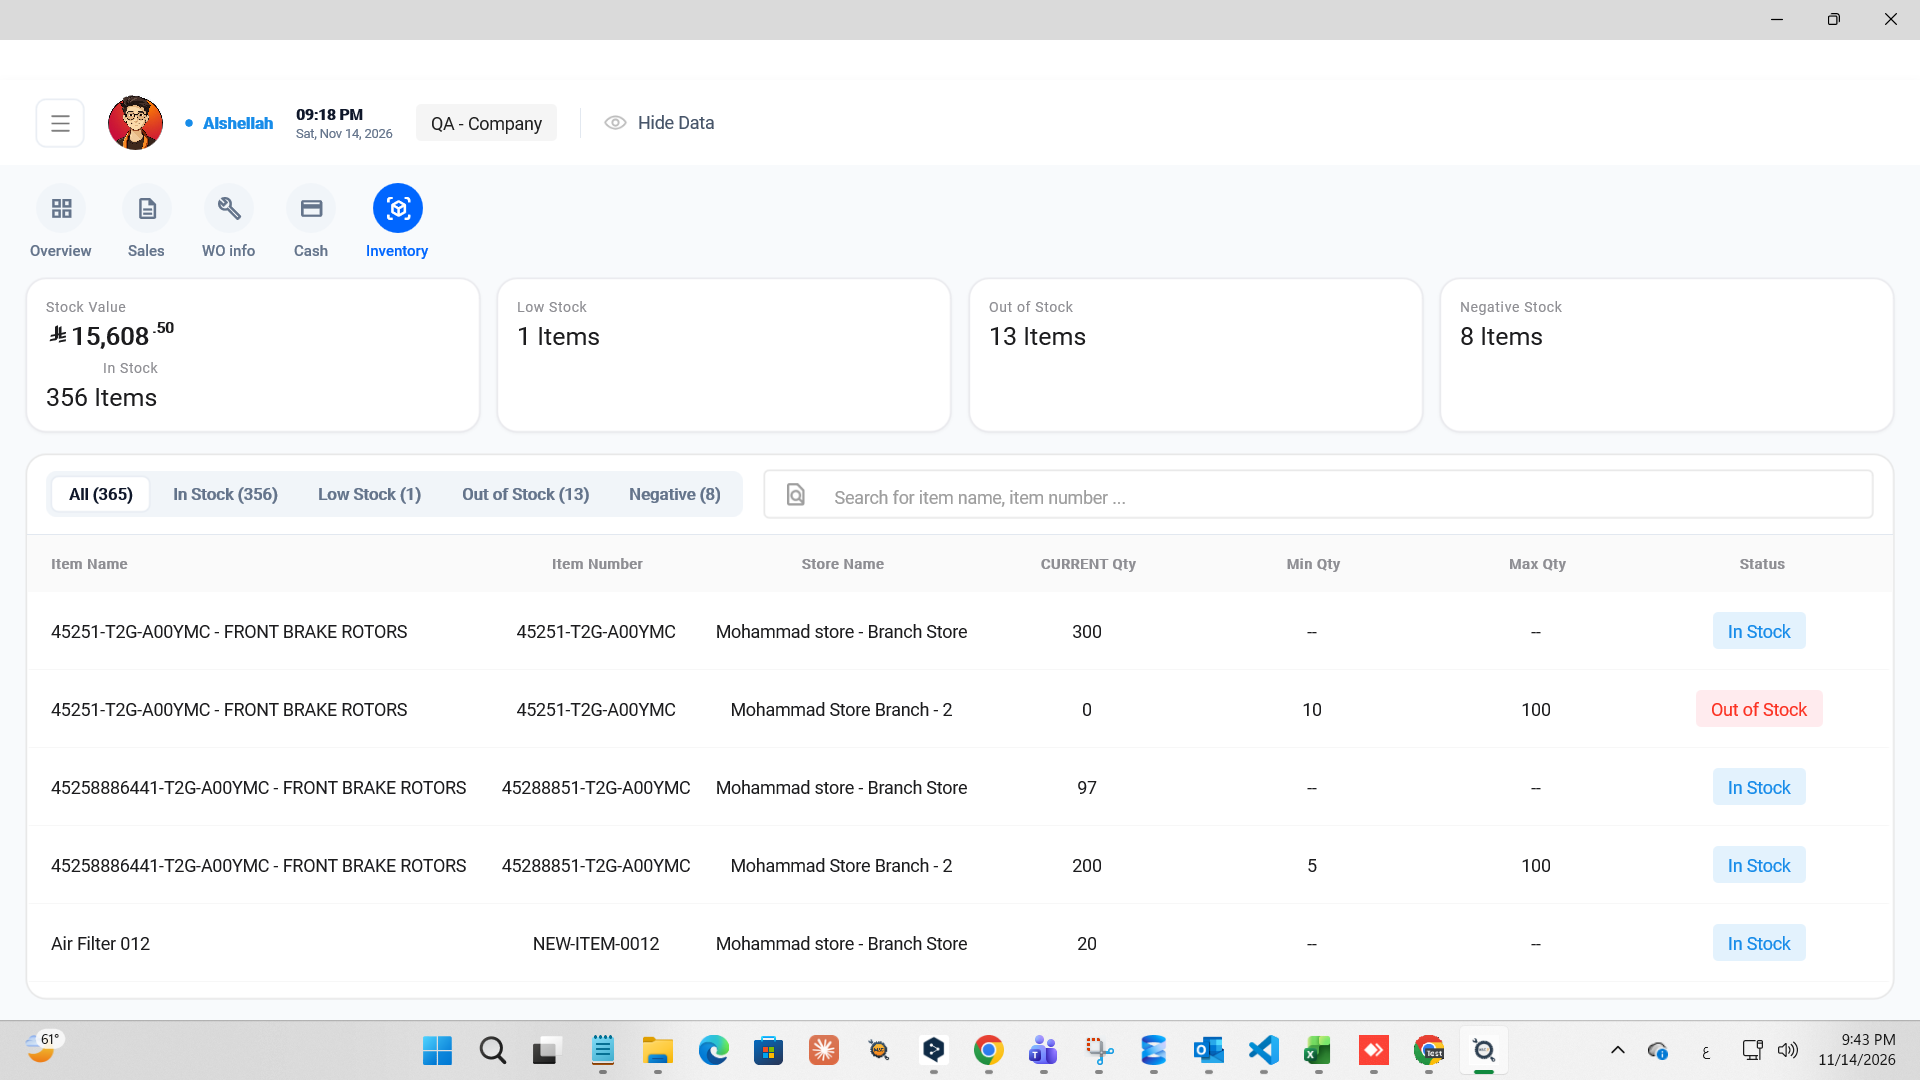 Alshellah
09:18 PM
Sat, Nov 14, 2026
QA - Company
Hide Data
Overview
Sales
WO info
Cash
Inventory
Stock Value
15,608.50
In Stock
356 Items
Low Stock
1 Items
Out of Stock
13 Items
Negative Stock
8 Items
All (365) In Stock (356) Low Stock (1) Out of Stock (13) Negative (8)
Search for item name, item number ...
Item Name Item Number Store Name CURRENT Qty Min Qty Max Qty Status
45251-T2G-A00YMC - FRONT BRAKE ROTORS 45251-T2G-A00YMC Mohammad store - Branch Store 300 -- -- In Stock
45251-T2G-A00YMC - FRONT BRAKE ROTORS 45251-T2G-A00YMC Mohammad Store Branch - 2 0 10 100 Out of Stock
45258886441-T2G-A00YMC - FRONT BRAKE ROTORS 45288851-T2G-A00YMC Mohammad store - Branch Store 97 -- -- In Stock
45258886441-T2G-A00YMC - FRONT BRAKE ROTORS 45288851-T2G-A00YMC Mohammad Store Branch - 2 200 5 100 In Stock
Air Filter 012 NEW-ITEM-0012 Mohammad store - Branch Store 20 -- -- In Stock
61°
Test
ع
9:43 PM
11/14/2026